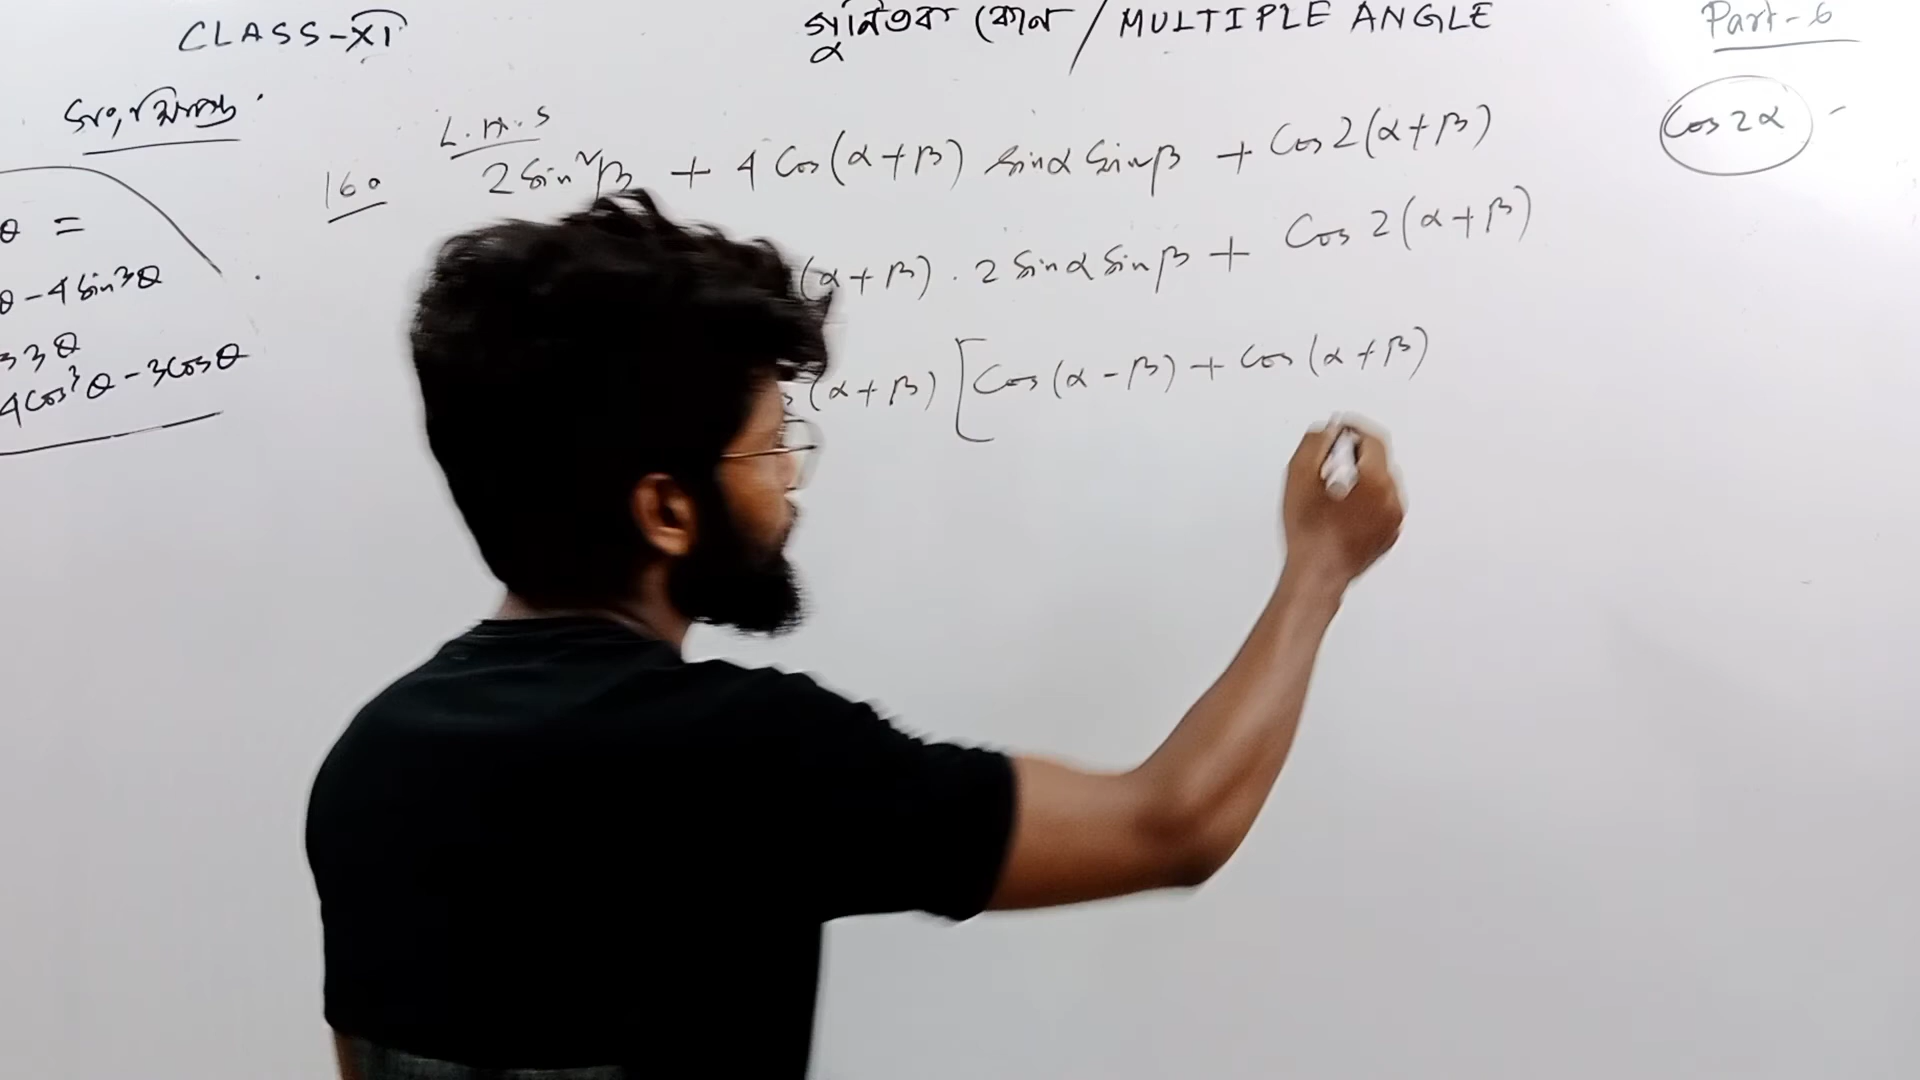 CLASS-XI
গুনিতক কোন / MULTIPLE ANGLE
Part-6
L.H.S
16. 2 Sin²β + 4 Cos(α+β) sinα sinβ + Cos 2(α+β)
(α+β) . 2 sinα sinβ + Cos 2(α+β)
(α+β) [Cos(α-β) + Cos(α+β)
Cos 2α -
θ =
θ - 4 sin³θ
3θ
4cos³θ - 3cosθ